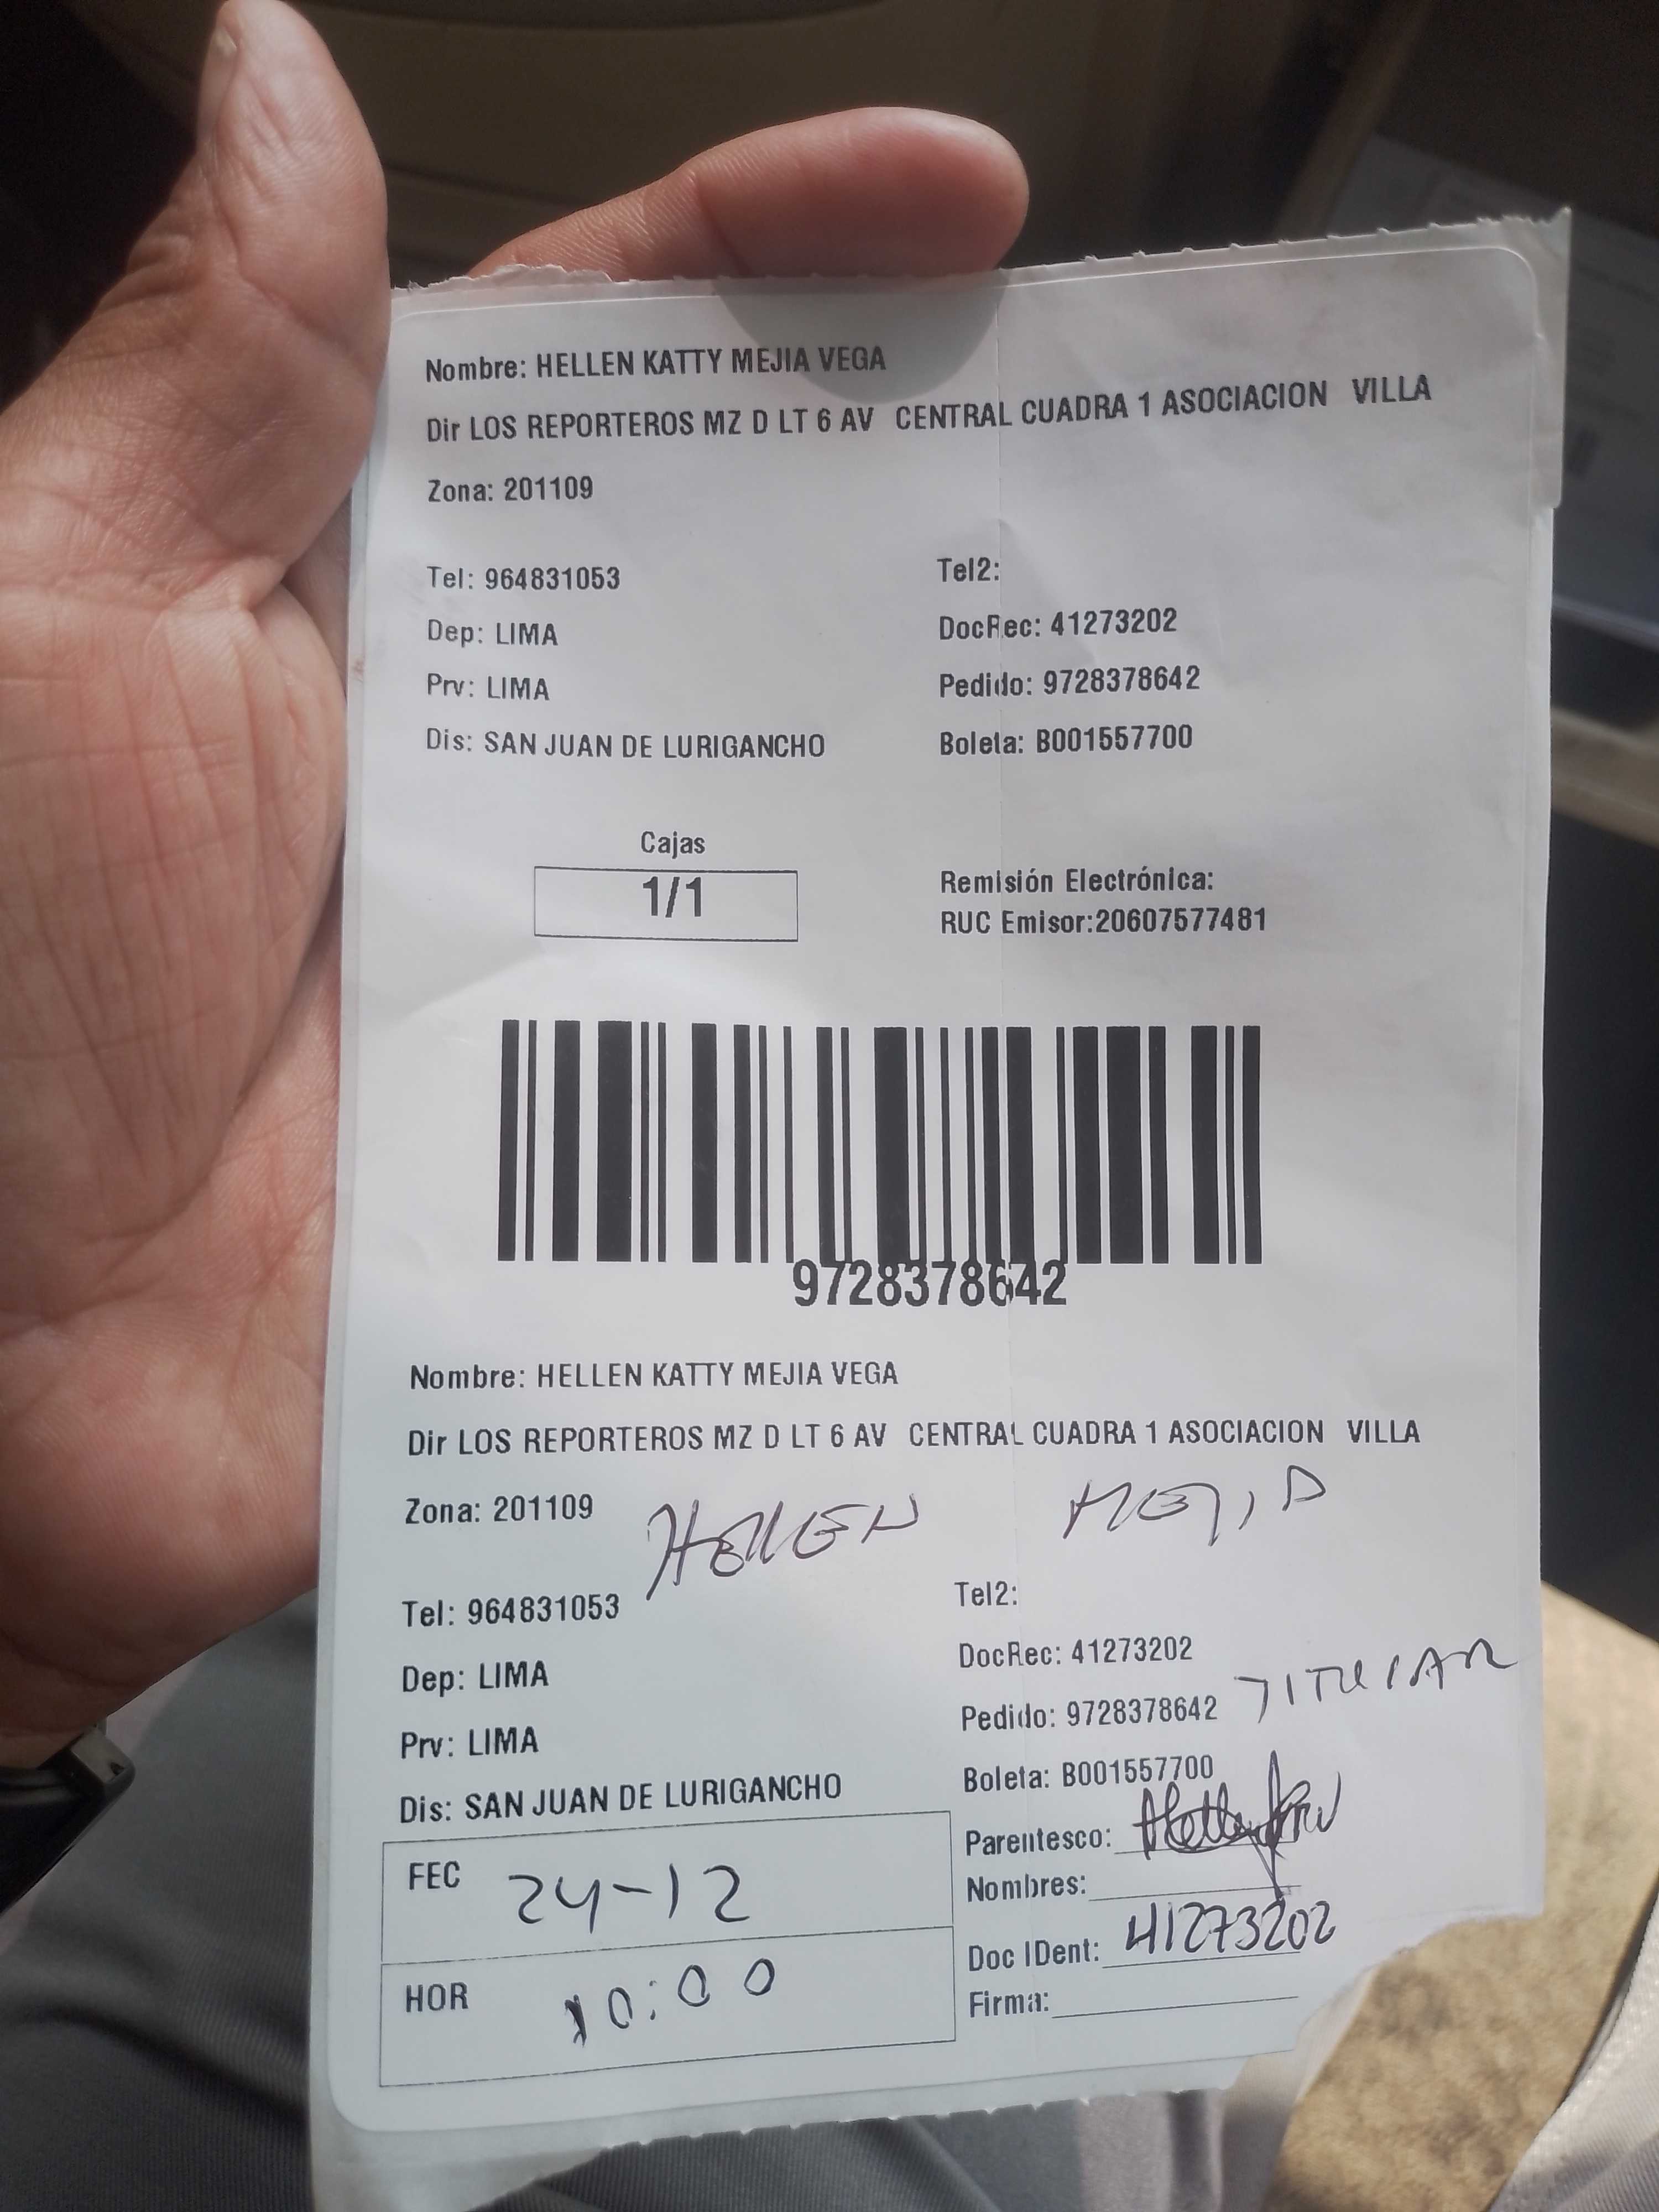 Nombre: HELLEN KATTY MEJIA VEGA
Dir LOS REPORTEROS MZ D LT 6 AV CENTRAL CUADRA 1 ASOCIACION VILLA
Zona: 201109
Tel: 964831053 Tel2:
Dep: LIMA DocRec: 41273202
Prv: LIMA Pedido: 9728378642
Dis: SAN JUAN DE LURIGANCHO Boleta: B001557700
Cajas
1/1
Remisión Electrónica:
RUC Emisor:20607577481
9728378642
Nombre: HELLEN KATTY MEJIA VEGA
Dir LOS REPORTEROS MZ D LT 6 AV CENTRAL CUADRA 1 ASOCIACION VILLA
Zona: 201109 HELLEN MEJIA
Tel: 964831053 Tel2:
Dep: LIMA DocRec: 41273202
Prv: LIMA Pedido: 9728378642 TITULAR
Dis: SAN JUAN DE LURIGANCHO Boleta: B001557700
FEC 24-12
HOR 10:00
Parentesco:
Nombres:
Doc IDent: 41273202
Firma: